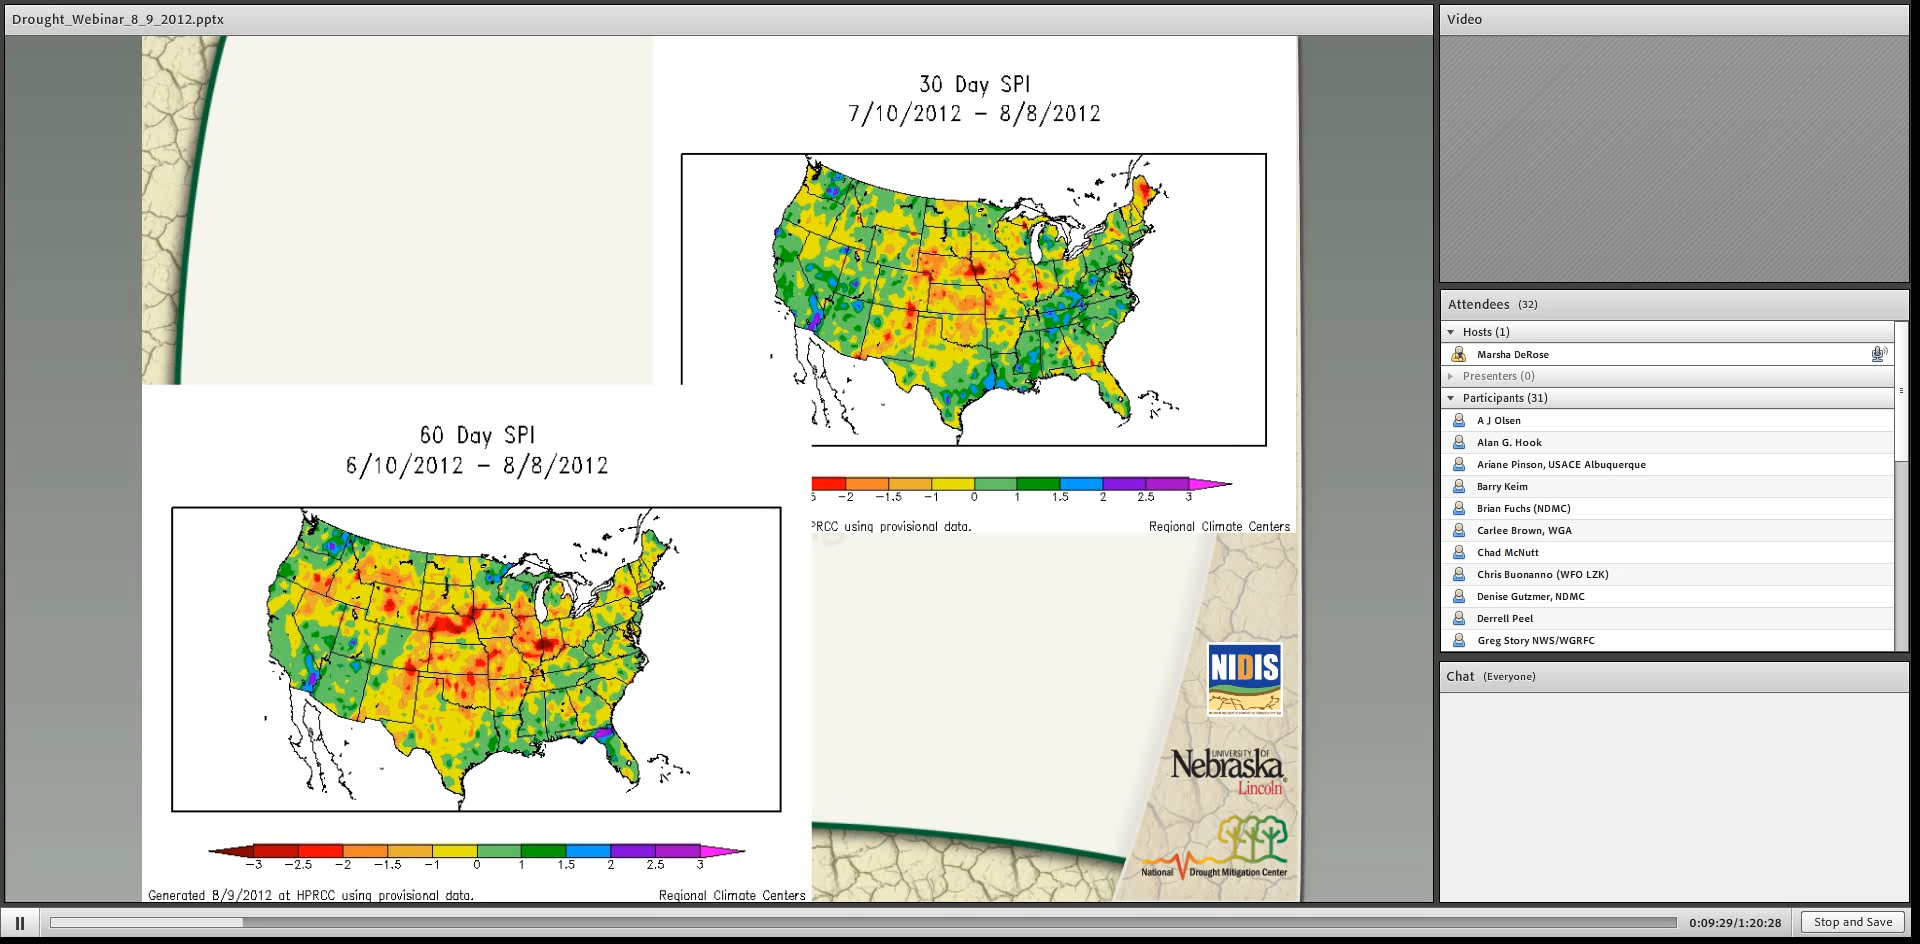 Drought_Webinar_8_9_2012.pptx
30 Day SPI
7/10/2012 – 8/8/2012
-2 -1.5 -1 0 1 1.5 2 2.5 3
using provisional data.
Regional Climate Centers
60 Day SPI
6/10/2012 – 8/8/2012
-3 -2.5 -2 -1.5 -1 0 1 1.5 2 2.5 3
Generated 8/9/2012 at HPRCC using provisional data.
Regional Climate Centers
NIDIS
UNIVERSITY OF
Nebraska
Lincoln
National Drought Mitigation Center
Video
Attendees (32)
Hosts (1)
Marsha DeRose
Presenters (0)
Participants (31)
A J Olsen
Alan G. Hook
Ariane Pinson, USACE Albuquerque
Barry Keim
Brian Fuchs (NDMC)
Carlee Brown, WGA
Chad McNutt
Chris Buonanno (WFO LZK)
Denise Gutzmer, NDMC
Derrell Peel
Greg Story NWS/WGRFC
Chat (Everyone)
0:09:29/1:20:28
Stop and Save